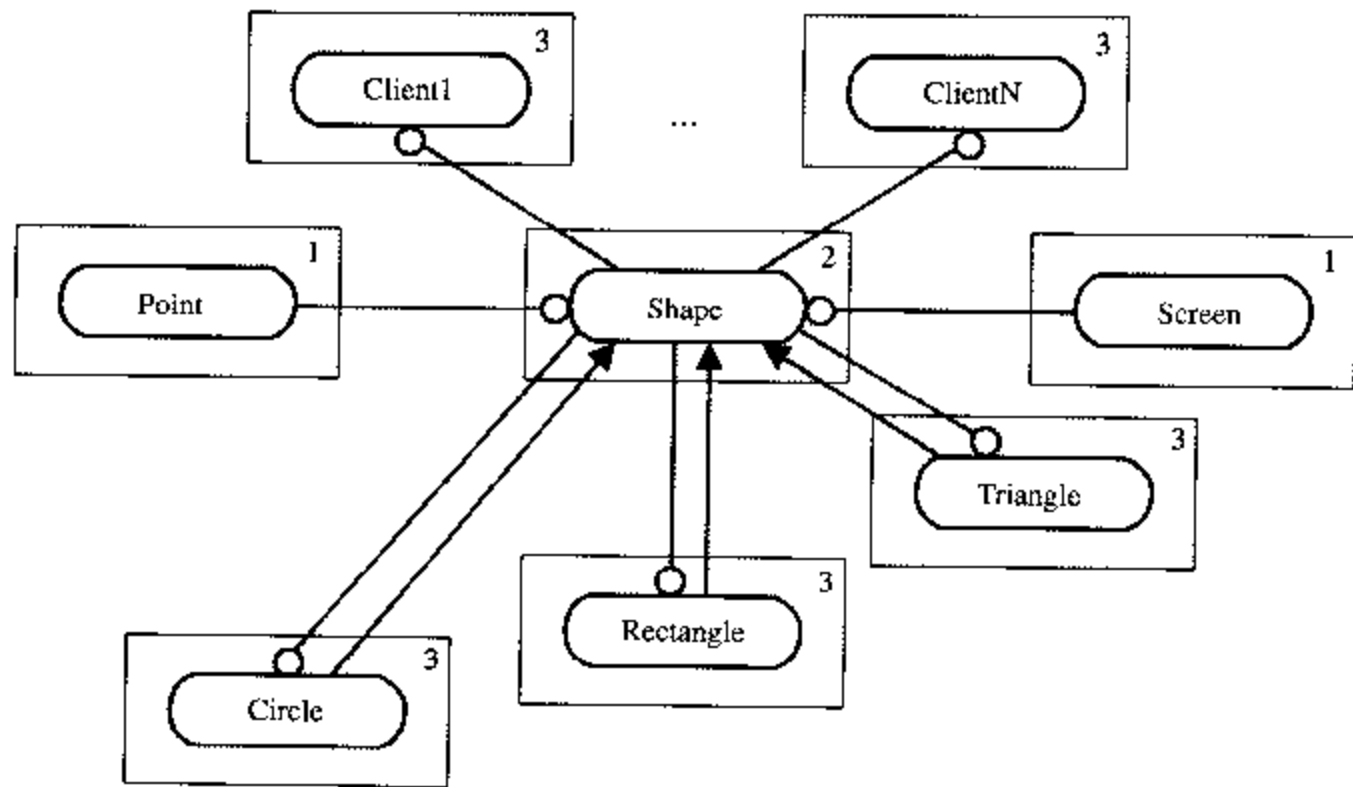 3
Client1
3
ClientN
...
1
Point
2
Shape
1
Screen
3
Triangle
3
Rectangle
3
Circle